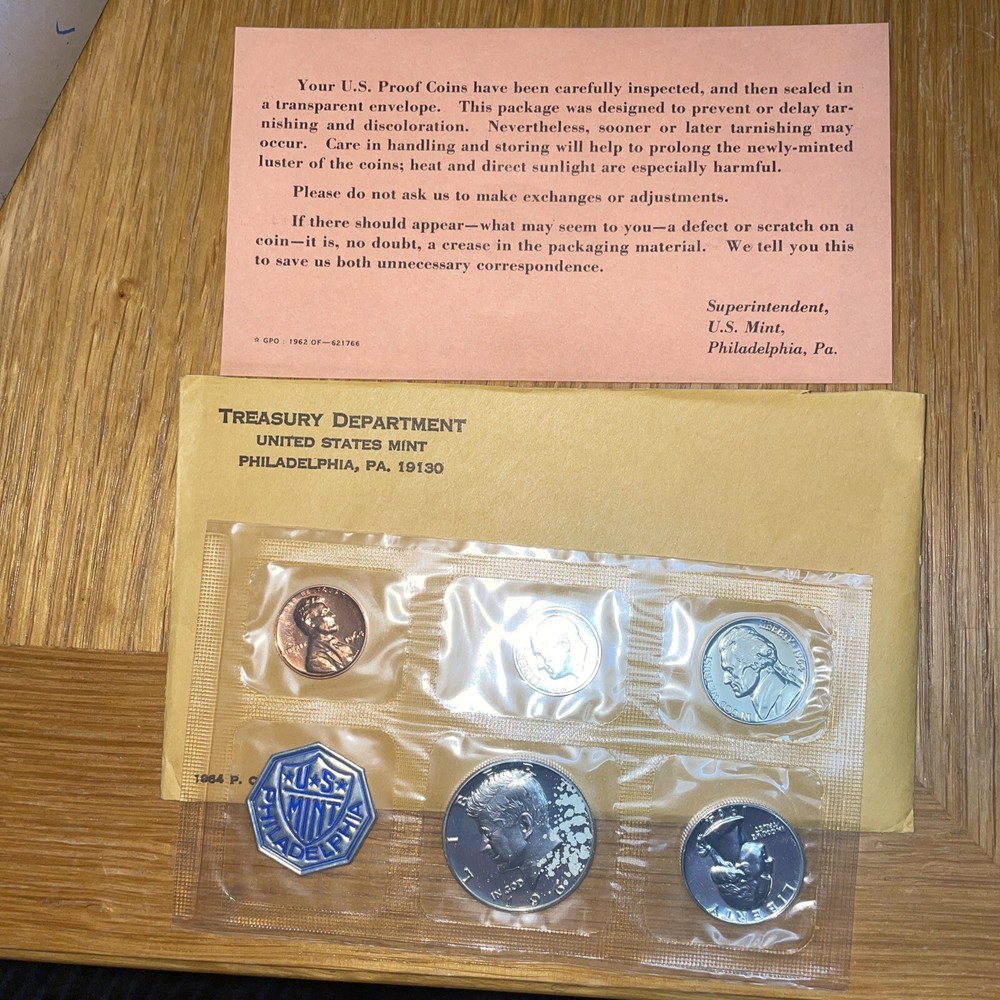 Your U.S. Proof Coins have been carefully inspected, and then sealed in
a transparent envelope. This package was designed to prevent or delay tar-
nishing and discoloration. Nevertheless, sooner or later tarnishing may
occur. Care in handling and storing will help to prolong the newly-minted
luster of the coins; heat and direct sunlight are especially harmful.
Please do not ask us to make exchanges or adjustments.
If there should appear—what may seem to you—a defect or scratch on a
coin—it is, no doubt, a crease in the packaging material. We tell you this
to save us both unnecessary correspondence.
Superintendent,
U.S. Mint,
Philadelphia, Pa.
☆ GPO : 1962 OF—621766
TREASURY DEPARTMENT
UNITED STATES MINT
PHILADELPHIA, PA. 19130
1964 P. C
U.S.
MINT
PHILADELPHIA
IN GOD
LIBERTY